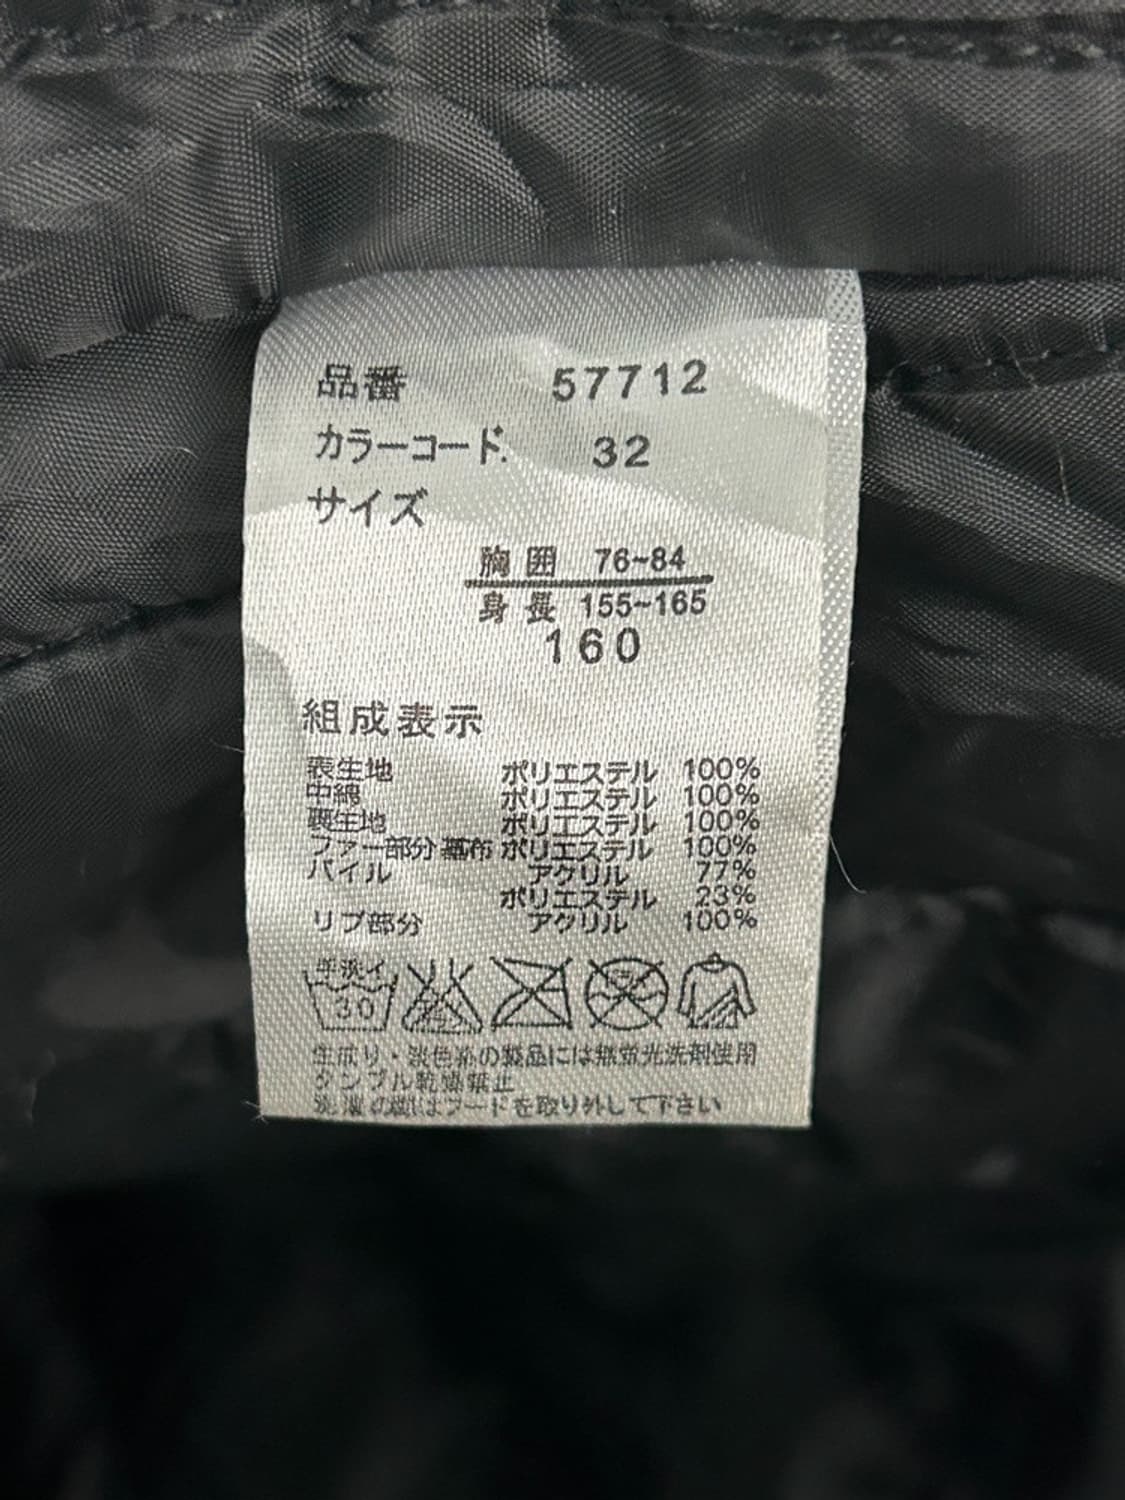 品番 57712
カラーコード. 32
サイズ
胸囲 76~84
身長 155~165
160
組成表示
表生地 ポリエステル 100%
中綿 ポリエステル 100%
裏生地 ポリエステル 100%
ファー部分 基布 ポリエステル 100%
パイル アクリル 77%
ポリエステル 23%
リブ部分 アクリル 100%
手洗イ
30
生成り・淡色系の製品には無蛍光洗剤使用
タンブル乾燥禁止
洗濯の際はフードを取り外して下さい